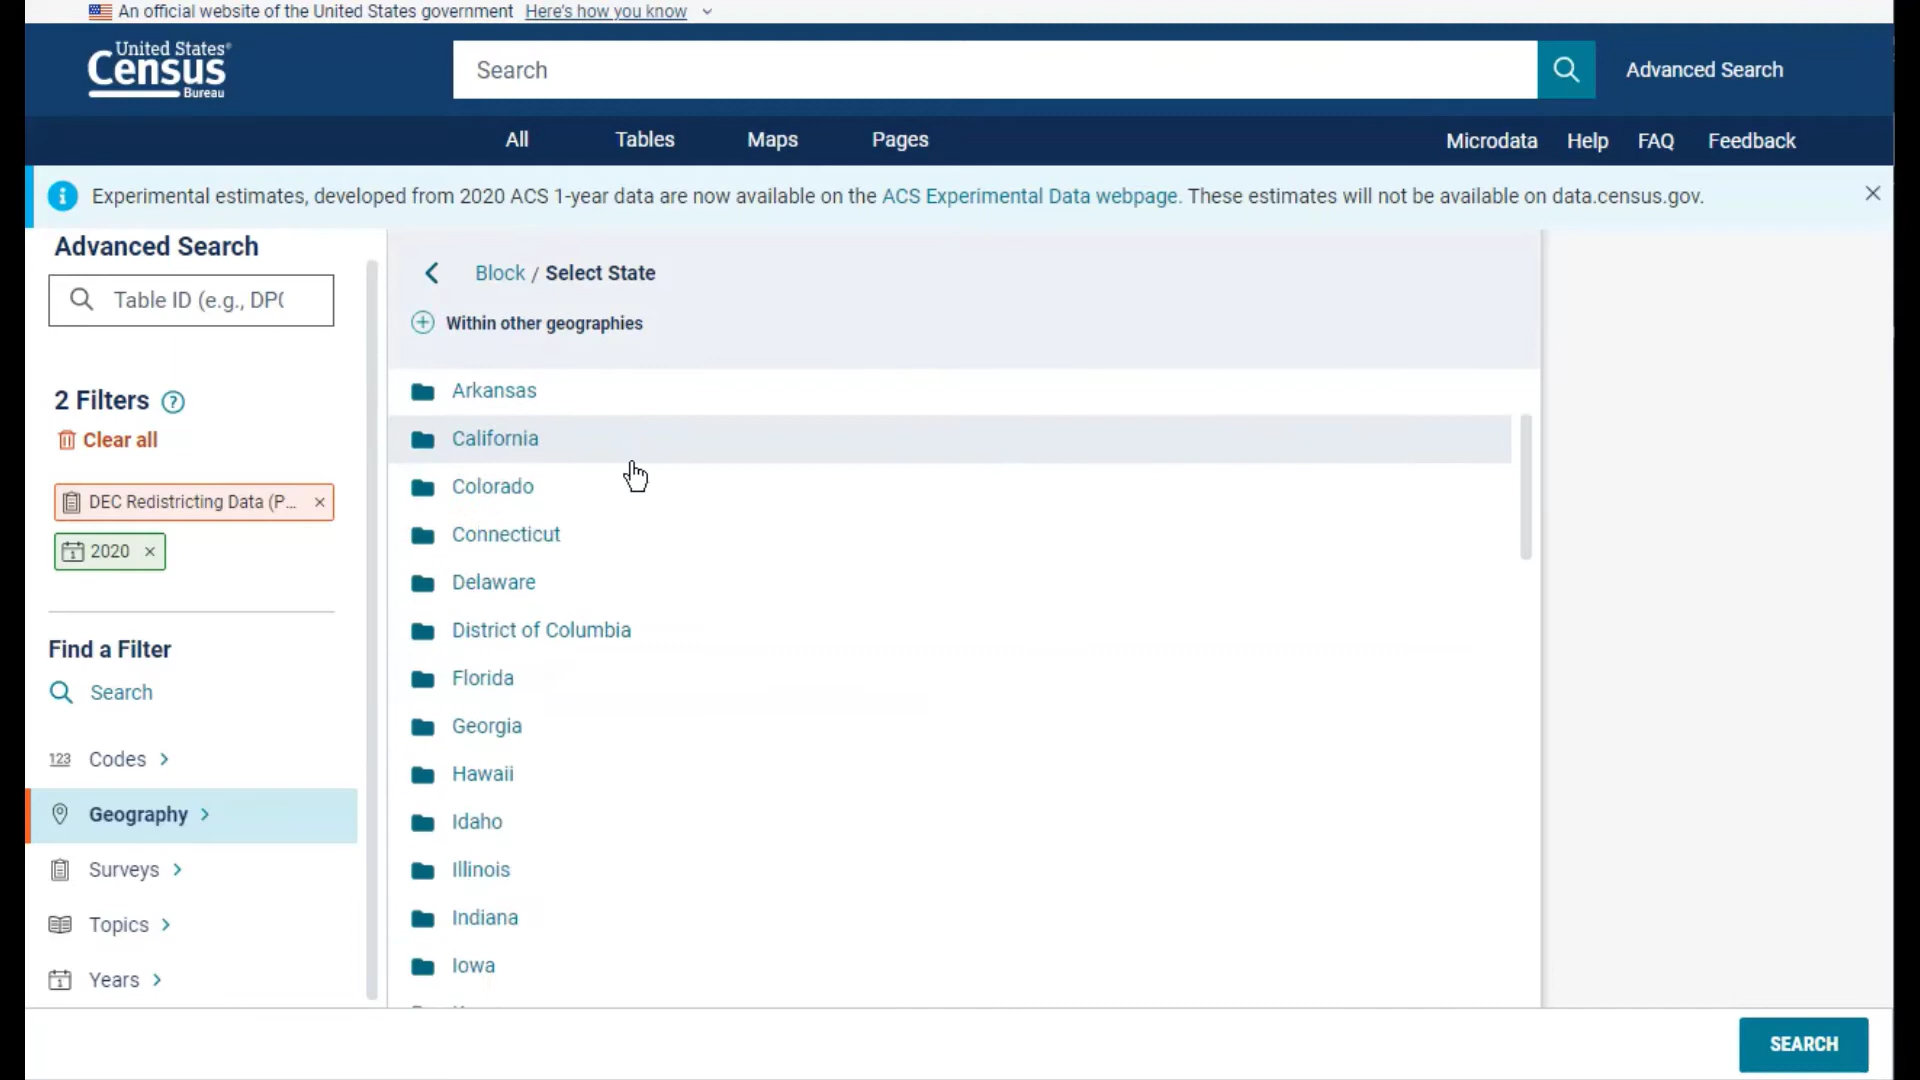 An official website of the United States government Here's how you know
United States®
Census
Bureau
Search
Advanced Search
All Tables Maps Pages
Microdata Help FAQ Feedback
Experimental estimates, developed from 2020 ACS 1-year data are now available on the ACS Experimental Data webpage. These estimates will not be available on data.census.gov.
Advanced Search
Table ID (e.g., DP(
2 Filters
Clear all
DEC Redistricting Data (P...
2020
Find a Filter
Search
123 Codes
Geography
Surveys
Topics
Years
Block / Select State
Within other geographies
Arkansas
California
Colorado
Connecticut
Delaware
District of Columbia
Florida
Georgia
Hawaii
Idaho
Illinois
Indiana
Iowa
SEARCH